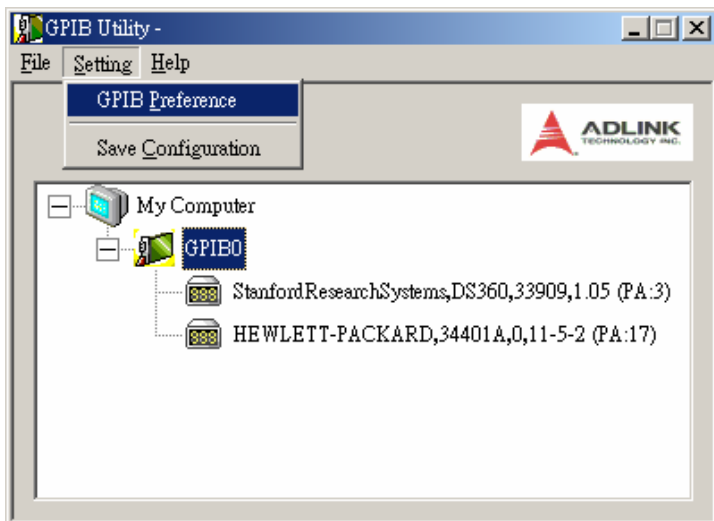 GPIB Utility -
File Setting Help
GPIB Preference
Save Configuration
ADLINK
TECHNOLOGY INC.
My Computer
GPIB0
StanfordResearchSystems,DS360,33909,1.05 (PA:3)
HEWLETT-PACKARD,34401A,0,11-5-2 (PA:17)